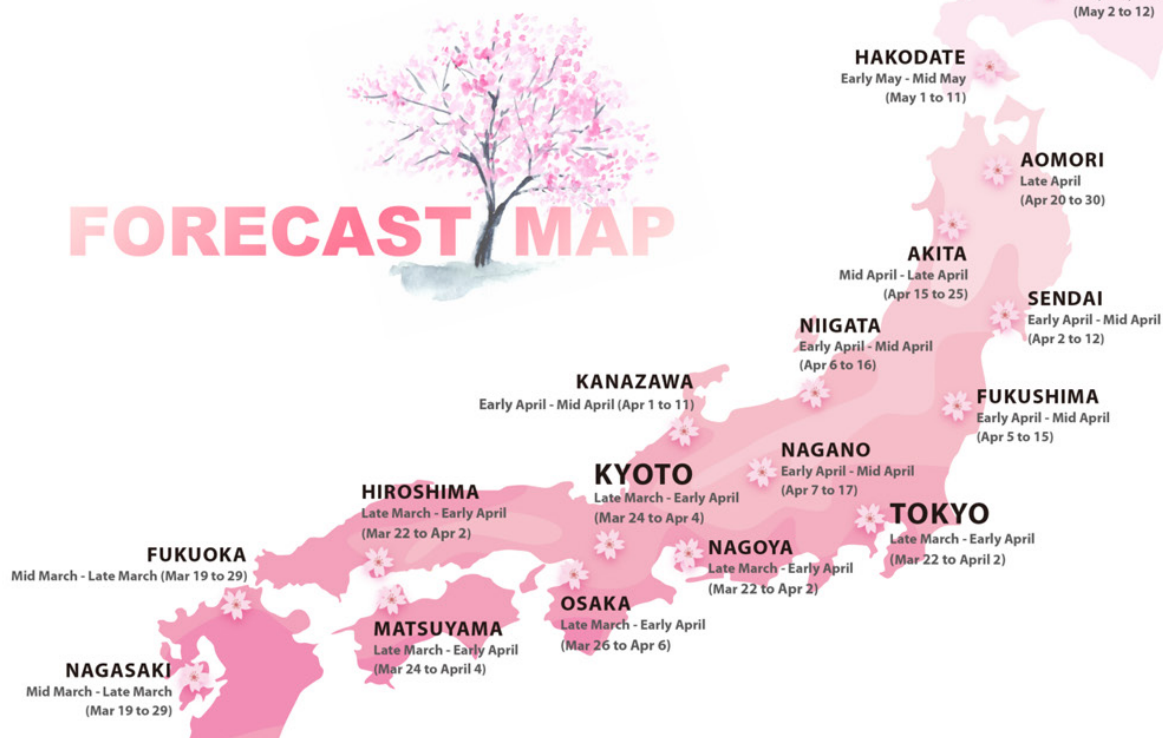 (May 2 to 12)
HAKODATE
Early May - Mid May
(May 1 to 11)
FORECAST MAP
AOMORI
Late April
(Apr 20 to 30)
AKITA
Mid April - Late April
(Apr 15 to 25)
SENDAI
Early April - Mid April
(Apr 2 to 12)
NIIGATA
Early April - Mid April
(Apr 6 to 16)
KANAZAWA
Early April - Mid April (Apr 1 to 11)
FUKUSHIMA
Early April - Mid April
(Apr 5 to 15)
NAGANO
Early April - Mid April
(Apr 7 to 17)
KYOTO
Late March - Early April
(Mar 24 to Apr 4)
HIROSHIMA
Late March - Early April
(Mar 22 to Apr 2)
TOKYO
Late March - Early April
(Mar 22 to April 2)
NAGOYA
Late March - Early April
(Mar 22 to Apr 2)
FUKUOKA
Mid March - Late March (Mar 19 to 29)
OSAKA
Late March - Early April
(Mar 26 to Apr 6)
MATSUYAMA
Late March - Early April
(Mar 24 to April 4)
NAGASAKI
Mid March - Late March
(Mar 19 to 29)